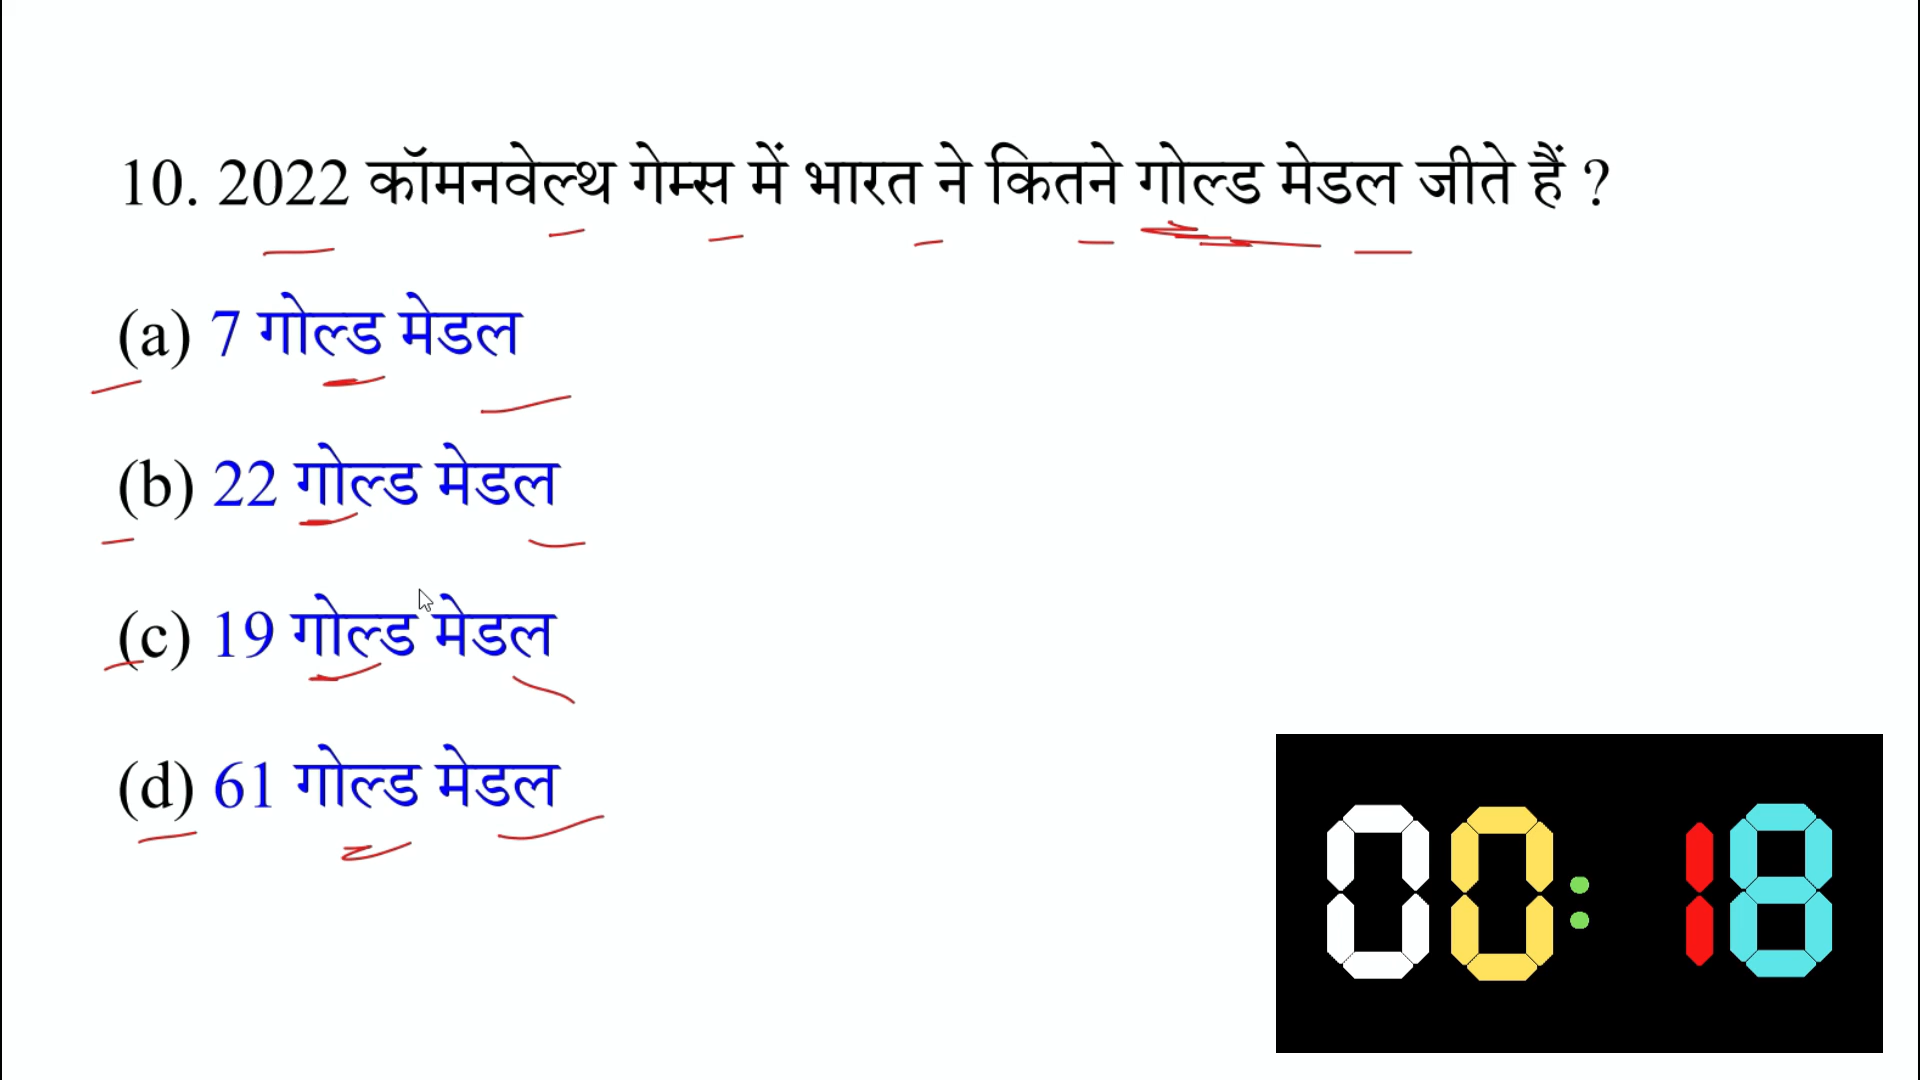 10. 2022 कॉमनवेल्थ गेम्स में भारत ने कितने गोल्ड मेडल जीते हैं ?
(a) 7 गोल्ड मेडल
(b) 22 गोल्ड मेडल
(c) 19 गोल्ड मेडल
(d) 61 गोल्ड मेडल
00:18